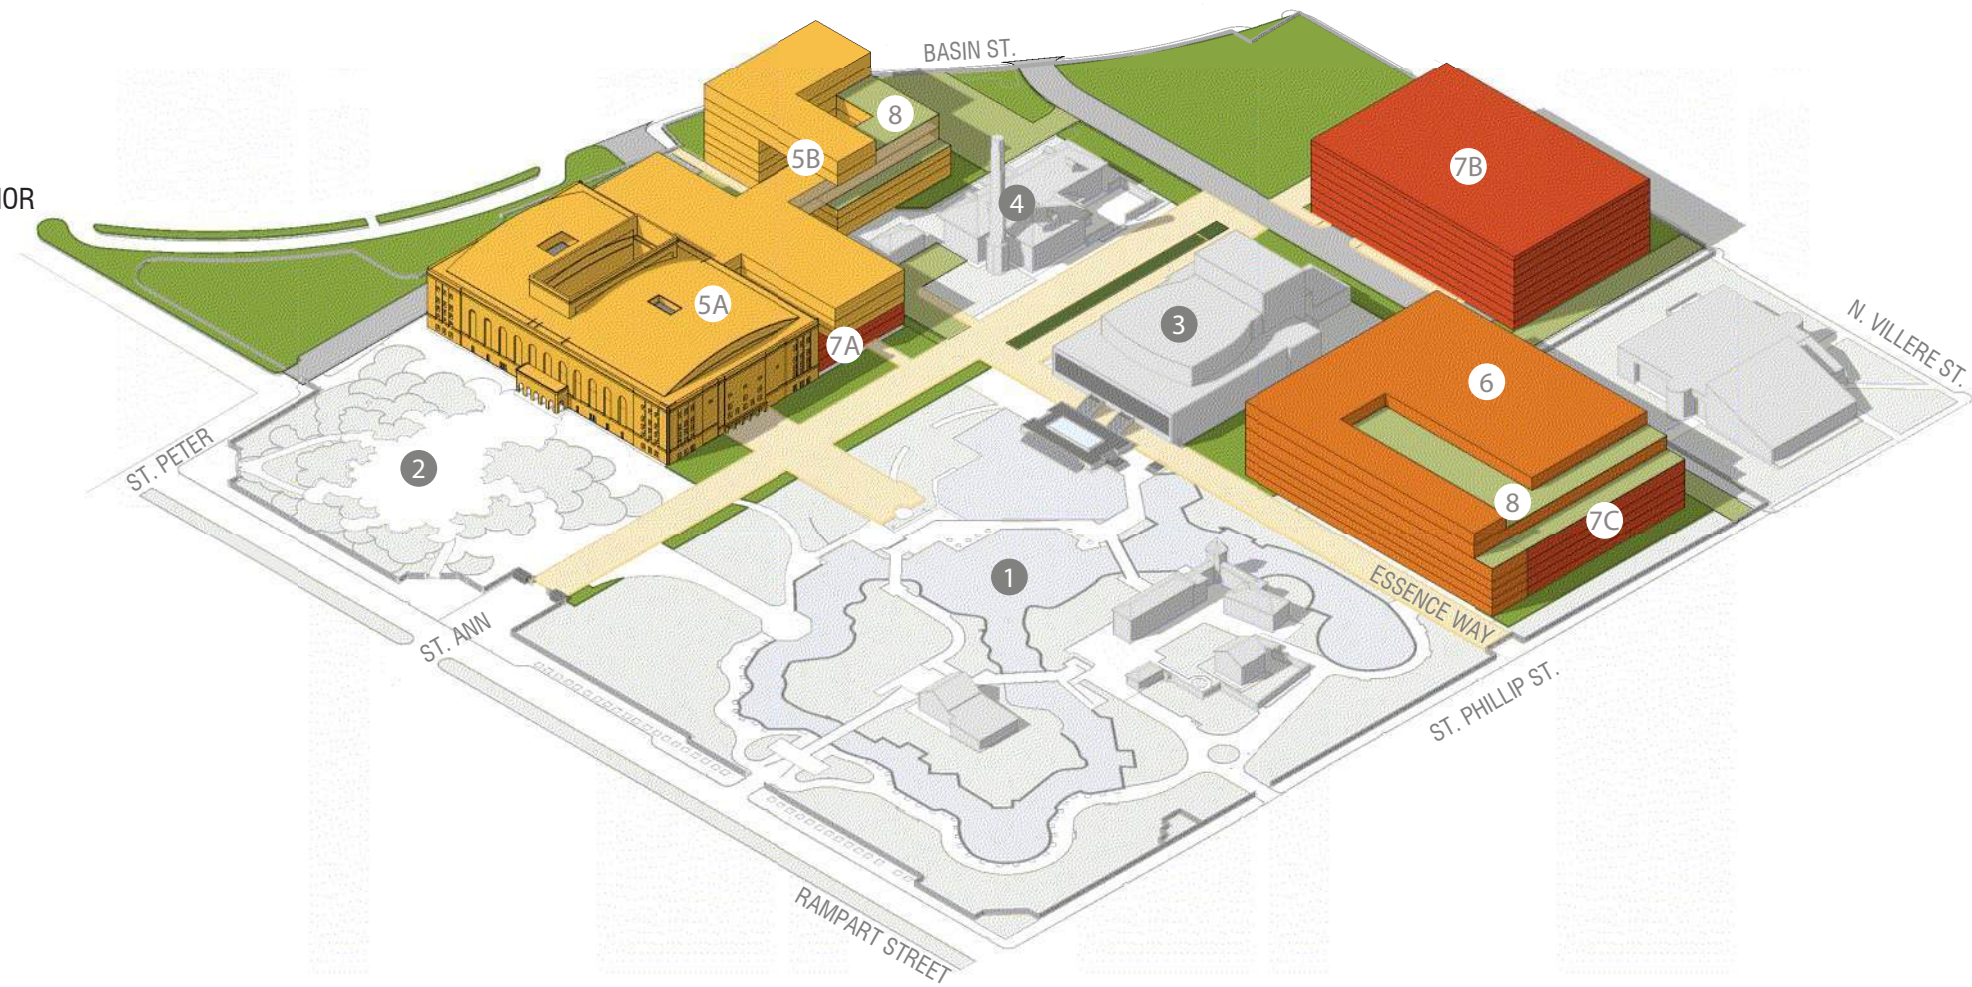 BASIN ST.
8
5B
7B
4
IOR
5A
3
7A
N. VILLERE ST.
6
ST. PETER
2
8
7C
1
ESSENCE WAY
ST. ANN
ST. PHILLIP ST.
RAMPART STREET